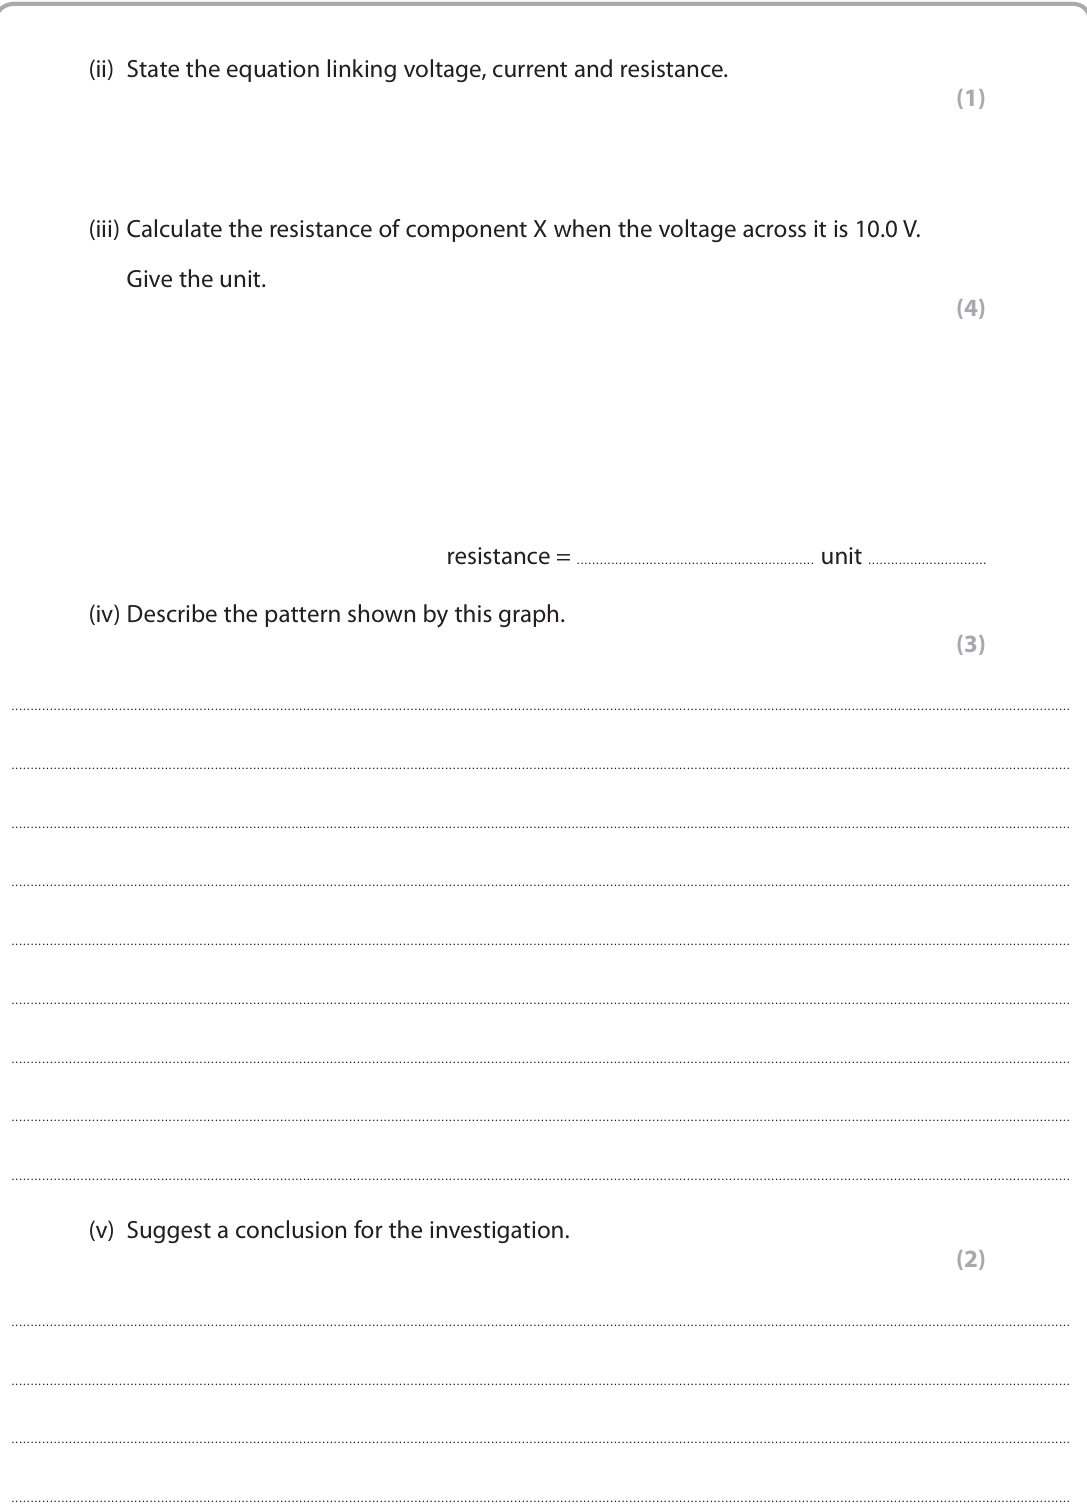 (ii) State the equation linking voltage, current and resistance.
(1)
(iii) Calculate the resistance of component X when the voltage across it is 10.0 V.
Give the unit.
(4)
resistance = ............................................................. unit ...............................
(iv) Describe the pattern shown by this graph.
(3)
(v) Suggest a conclusion for the investigation.
(2)